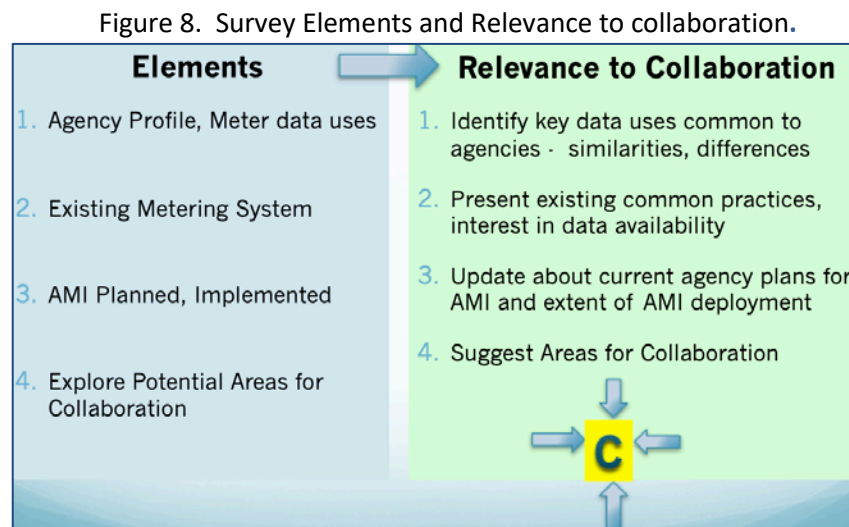 Figure 8. Survey Elements and Relevance to collaboration.
Elements
1. Agency Profile, Meter data uses
2. Existing Metering System
3. AMI Planned, Implemented
4. Explore Potential Areas for
Collaboration
Relevance to Collaboration
1. Identify key data uses common to
agencies - similarities, differences
2. Present existing common practices,
interest in data availability
3. Update about current agency plans for
AMI and extent of AMI deployment
4. Suggest Areas for Collaboration
C